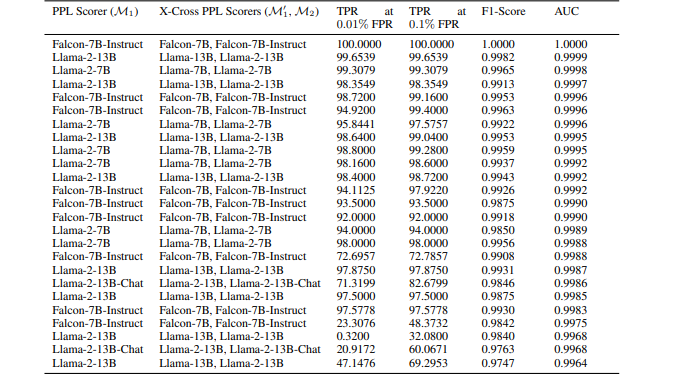 PPL Scorer (M₁) X-Cross PPL Scorers (M′₁, M₂) TPR at 0.01% FPR TPR at 0.1% FPR F1-Score AUC
Falcon-7B-Instruct Falcon-7B, Falcon-7B-Instruct 100.0000 100.0000 1.0000 1.0000
Llama-2-13B Llama-13B, Llama-2-13B 99.6539 99.6539 0.9982 0.9999
Llama-2-7B Llama-7B, Llama-2-7B 99.3079 99.3079 0.9965 0.9998
Llama-2-13B Llama-13B, Llama-2-13B 98.3549 98.3549 0.9913 0.9997
Falcon-7B-Instruct Falcon-7B, Falcon-7B-Instruct 98.7200 99.1600 0.9953 0.9996
Falcon-7B-Instruct Falcon-7B, Falcon-7B-Instruct 94.9200 99.4000 0.9963 0.9996
Llama-2-7B Llama-7B, Llama-2-7B 95.8441 97.5757 0.9922 0.9996
Llama-2-13B Llama-13B, Llama-2-13B 98.6400 99.0400 0.9953 0.9995
Llama-2-7B Llama-7B, Llama-2-7B 98.8000 99.2800 0.9959 0.9995
Llama-2-7B Llama-7B, Llama-2-7B 98.1600 98.6000 0.9937 0.9992
Llama-2-13B Llama-13B, Llama-2-13B 98.4000 98.7200 0.9943 0.9992
Falcon-7B-Instruct Falcon-7B, Falcon-7B-Instruct 94.1125 97.9220 0.9926 0.9992
Falcon-7B-Instruct Falcon-7B, Falcon-7B-Instruct 93.5000 93.5000 0.9875 0.9990
Falcon-7B-Instruct Falcon-7B, Falcon-7B-Instruct 92.0000 92.0000 0.9918 0.9990
Llama-2-7B Llama-7B, Llama-2-7B 94.0000 94.0000 0.9850 0.9989
Llama-2-7B Llama-7B, Llama-2-7B 98.0000 98.0000 0.9956 0.9988
Falcon-7B-Instruct Falcon-7B, Falcon-7B-Instruct 72.6957 72.7857 0.9908 0.9988
Llama-2-13B Llama-13B, Llama-2-13B 97.8750 97.8750 0.9931 0.9987
Llama-2-13B-Chat Llama-2-13B, Llama-2-13B-Chat 71.3199 82.6799 0.9846 0.9986
Llama-2-13B Llama-13B, Llama-2-13B 97.5000 97.5000 0.9875 0.9985
Falcon-7B-Instruct Falcon-7B, Falcon-7B-Instruct 97.5778 97.5778 0.9930 0.9983
Falcon-7B-Instruct Falcon-7B, Falcon-7B-Instruct 23.3076 48.3732 0.9842 0.9975
Llama-2-13B Llama-13B, Llama-2-13B 0.3200 32.0800 0.9840 0.9968
Llama-2-13B-Chat Llama-2-13B, Llama-2-13B-Chat 20.9172 60.0671 0.9763 0.9968
Llama-2-13B Llama-13B, Llama-2-13B 47.1476 69.2953 0.9747 0.9964